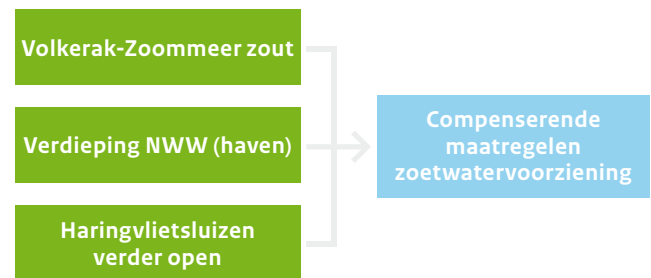 Volkerak-Zoommeer zout
Verdieping NWW (haven)
Haringvlietsluizen
verder open
Compenserende
maatregelen
zoetwatervoorziening